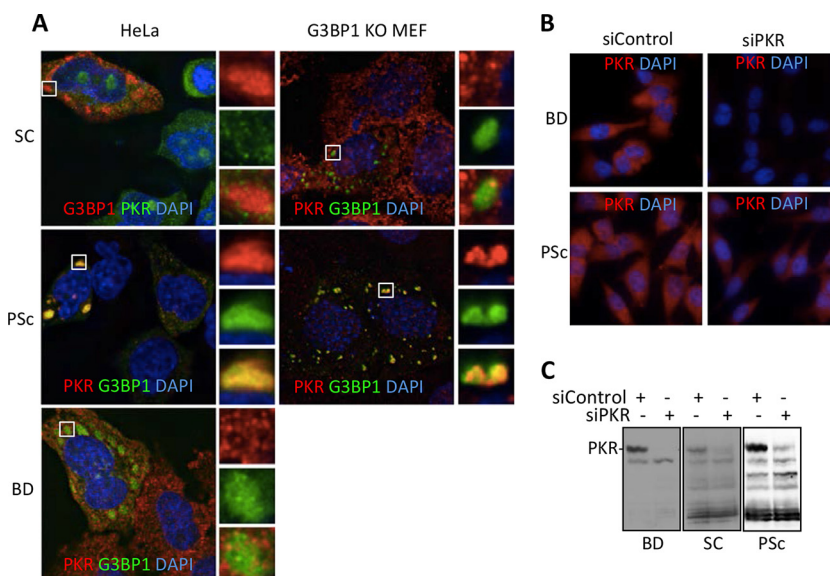 A
HeLa
G3BP1 KO MEF
SC
G3BP1 PKR DAPI
PKR G3BP1 DAPI
PSc
PKR G3BP1 DAPI
PKR G3BP1 DAPI
BD
PKR G3BP1 DAPI
B
siControl
siPKR
BD
PKR DAPI
PKR DAPI
PSc
PKR DAPI
PKR DAPI
C
siControl + - + - + -
siPKR - + - + - +
PKR-
BD SC PSc